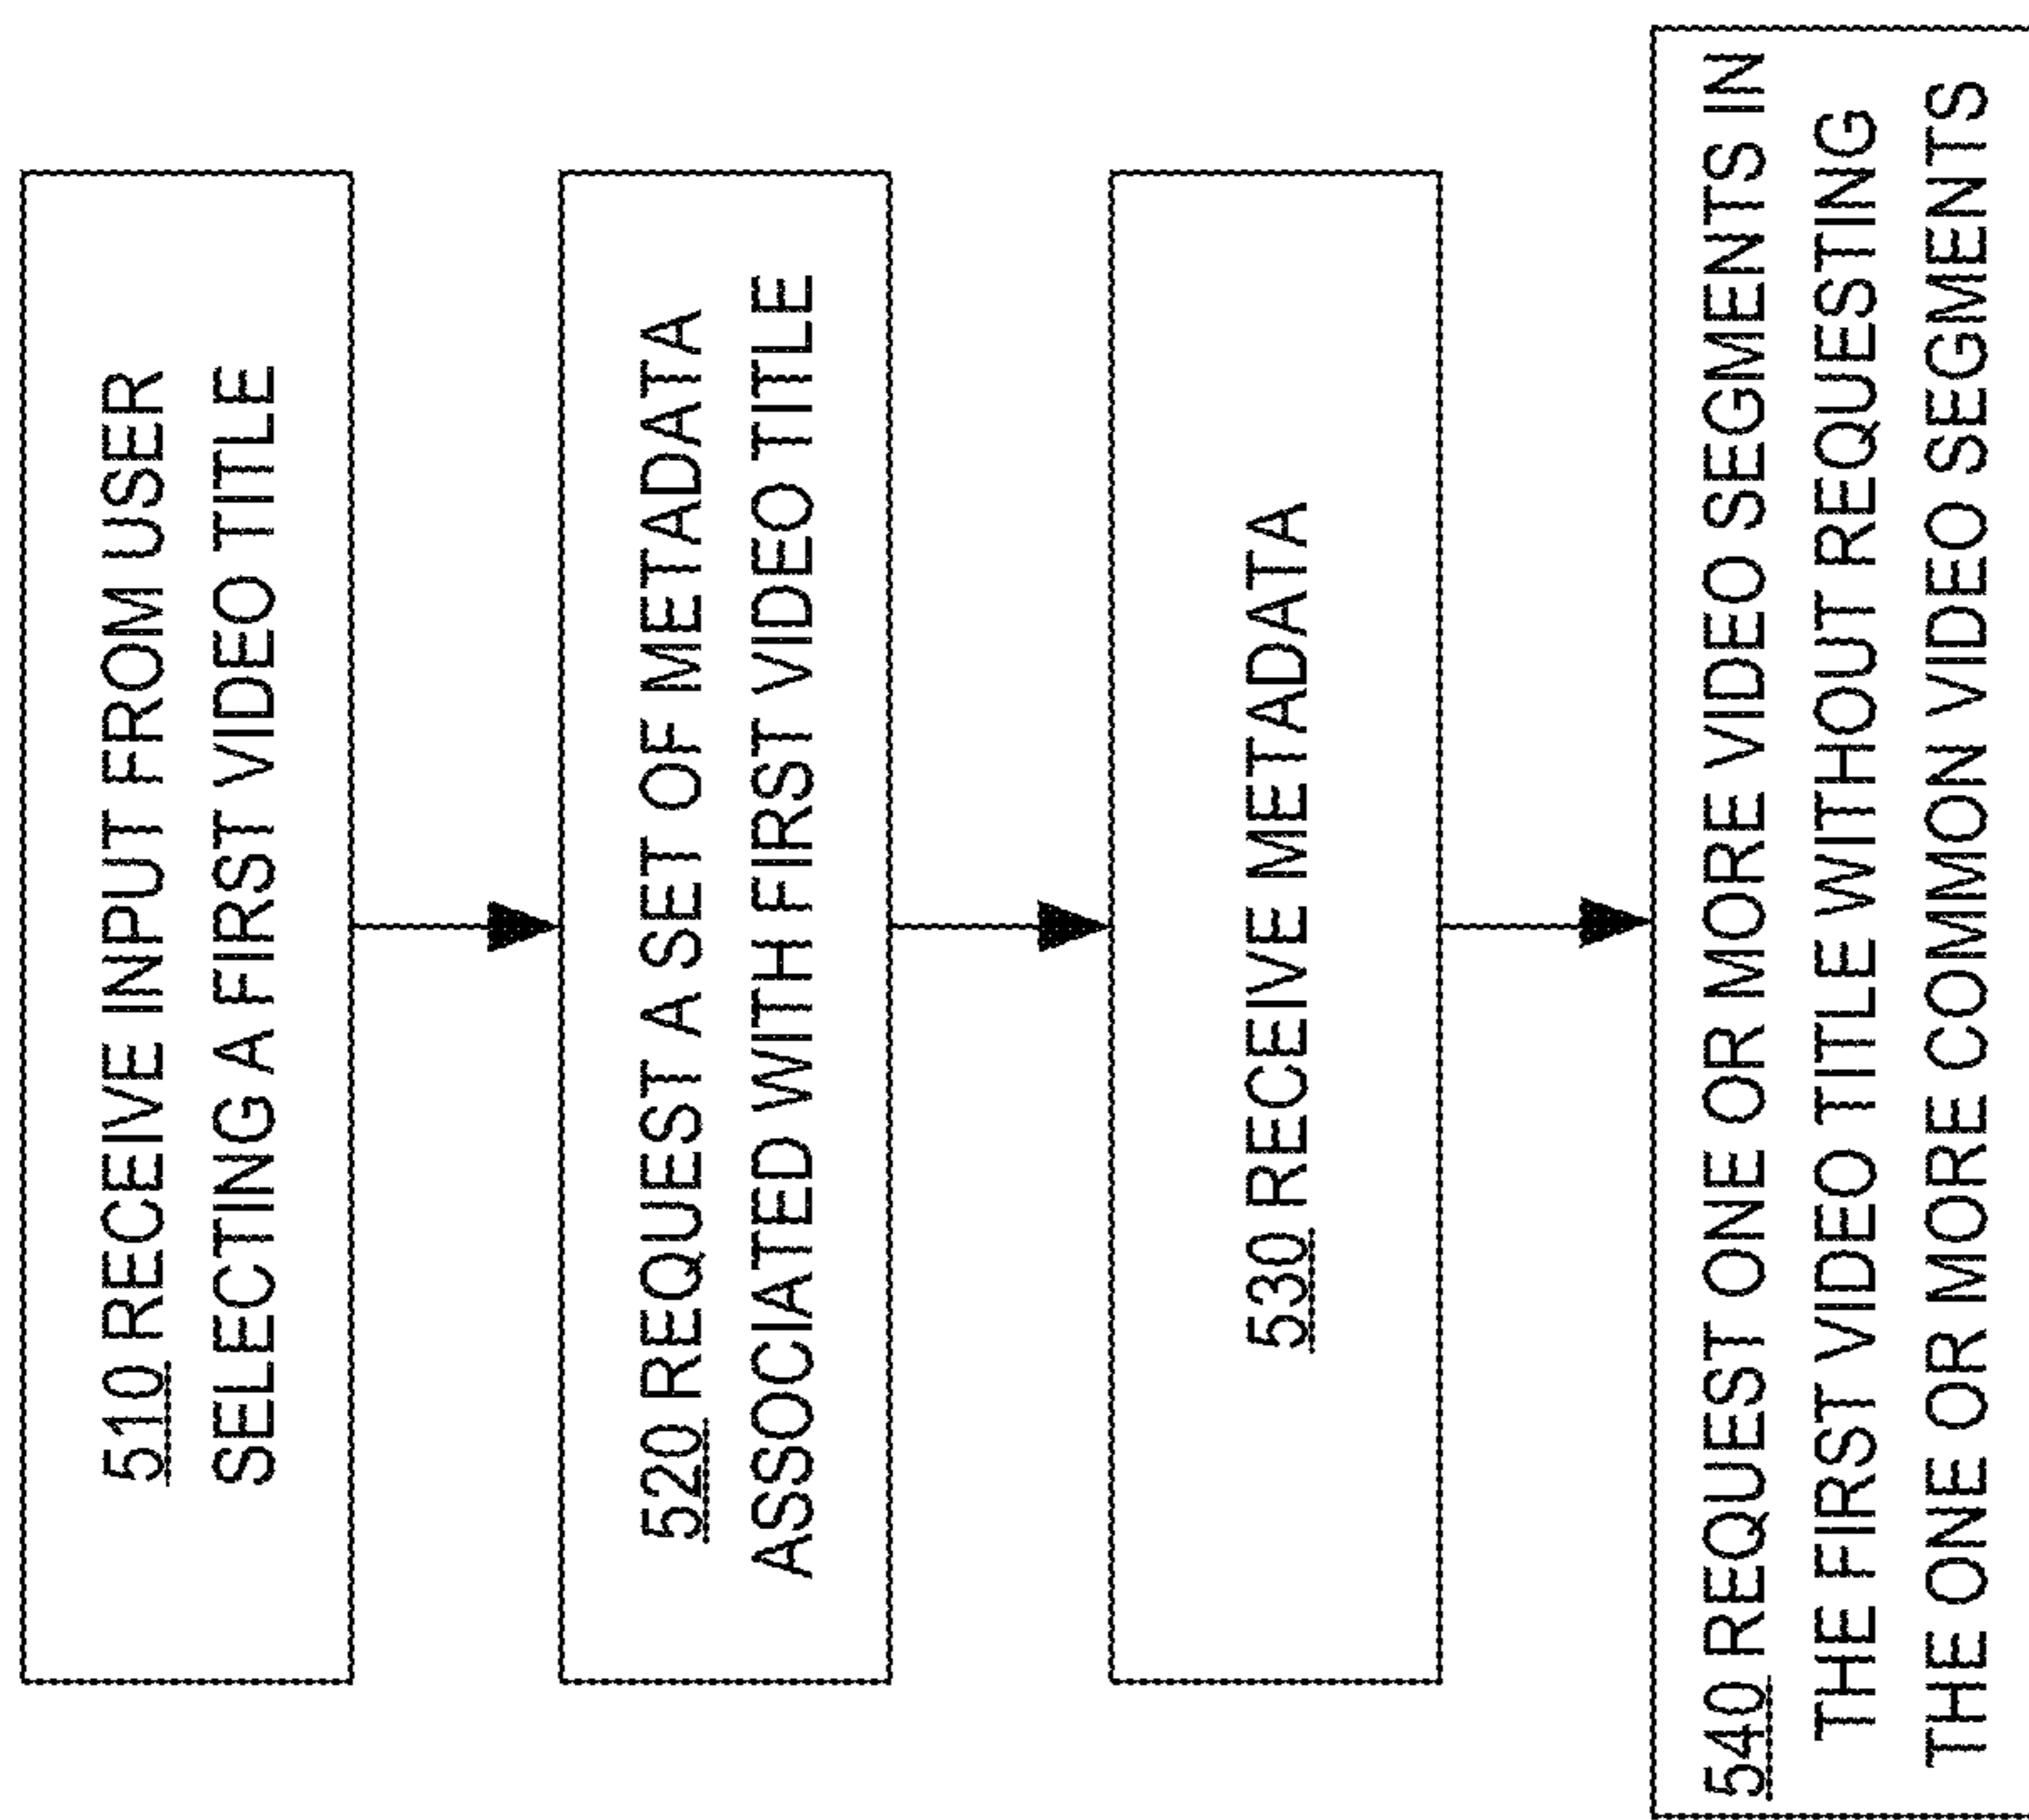 510 RECEIVE INPUT FROM USER
SELECTING A FIRST VIDEO TITLE
520 REQUEST A SET OF METADATA
ASSOCIATED WITH FIRST VIDEO TITLE
530 RECEIVE METADATA
540 REQUEST ONE OR MORE VIDEO SEGMENTS IN
THE FIRST VIDEO TITLE WITHOUT REQUESTING
THE ONE OR MORE COMMON VIDEO SEGMENTS